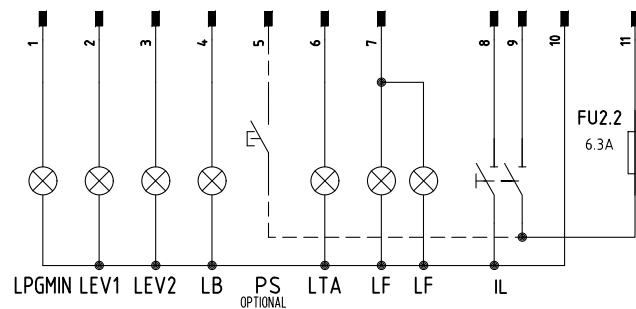 1 2 3 4 5 6 7 8 9 10 11
FU2.2
6.3A
LPGMIN LEV1 LEV2 LB PS LTA LF LF IL
OPTIONAL